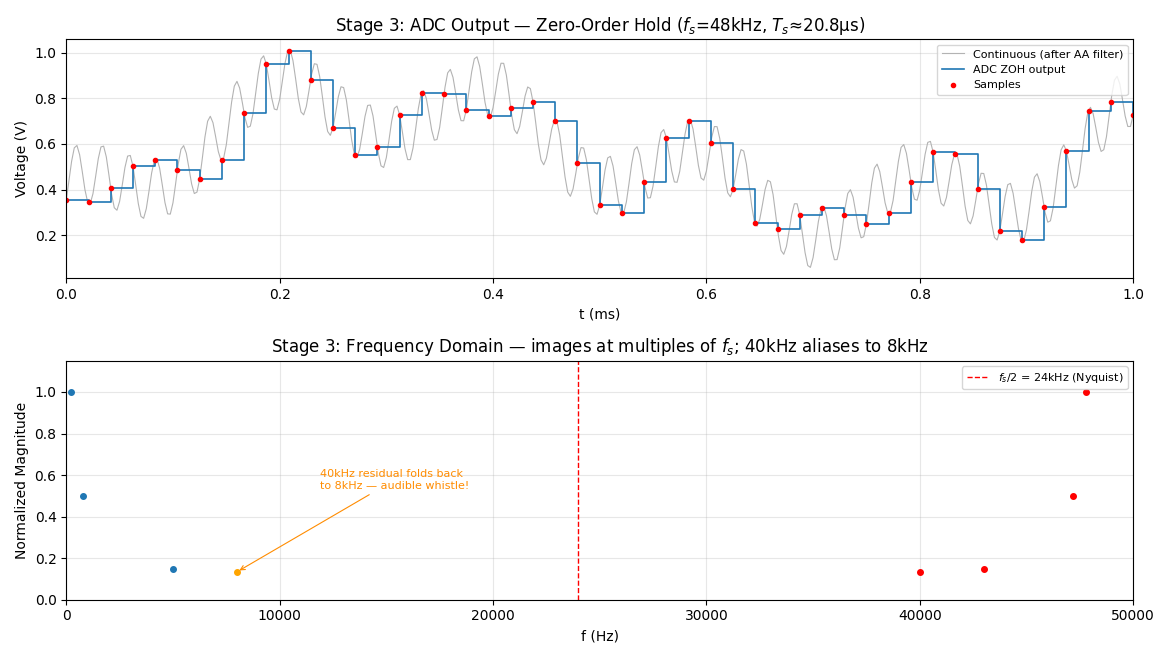 Stage 3: ADC Output — Zero-Order Hold (fₛ=48kHz, Tₛ≈20.8µs)
Voltage (V)
1.0
0.8
0.6
0.4
0.2
Continuous (after AA filter)
ADC ZOH output
Samples
0.0 0.2 0.4 0.6 0.8 1.0
t (ms)
Stage 3: Frequency Domain — images at multiples of fₛ; 40kHz aliases to 8kHz
Normalized Magnitude
1.0
0.8
0.6
0.4
0.2
0.0
fₛ/2 = 24kHz (Nyquist)
40kHz residual folds back
to 8kHz — audible whistle!
0 10000 20000 30000 40000 50000
f (Hz)